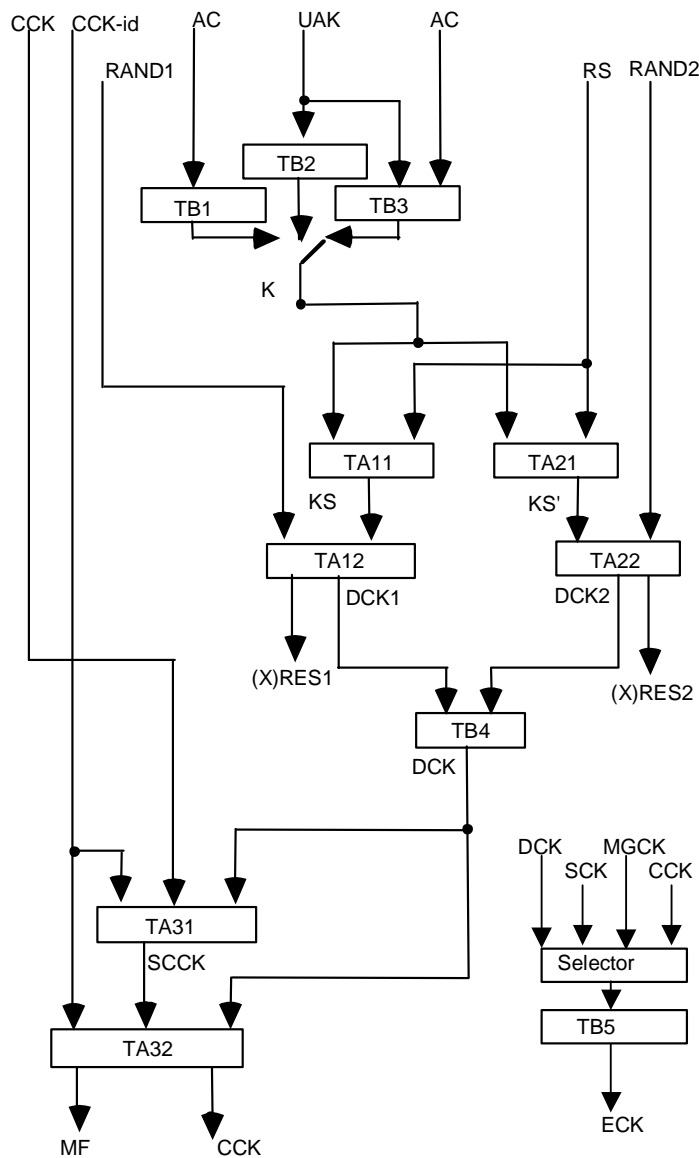 CCK CCK-id AC UAK AC
RAND1 RS RAND2
TB2
TB1 TB3
K
TA11 TA21
KS KS'
TA12 TA22
DCK1 DCK2
(X)RES1 (X)RES2
TB4
DCK
DCK MGCK
SCK CCK
TA31
SCCK Selector
TB5
TA32
ECK
MF CCK